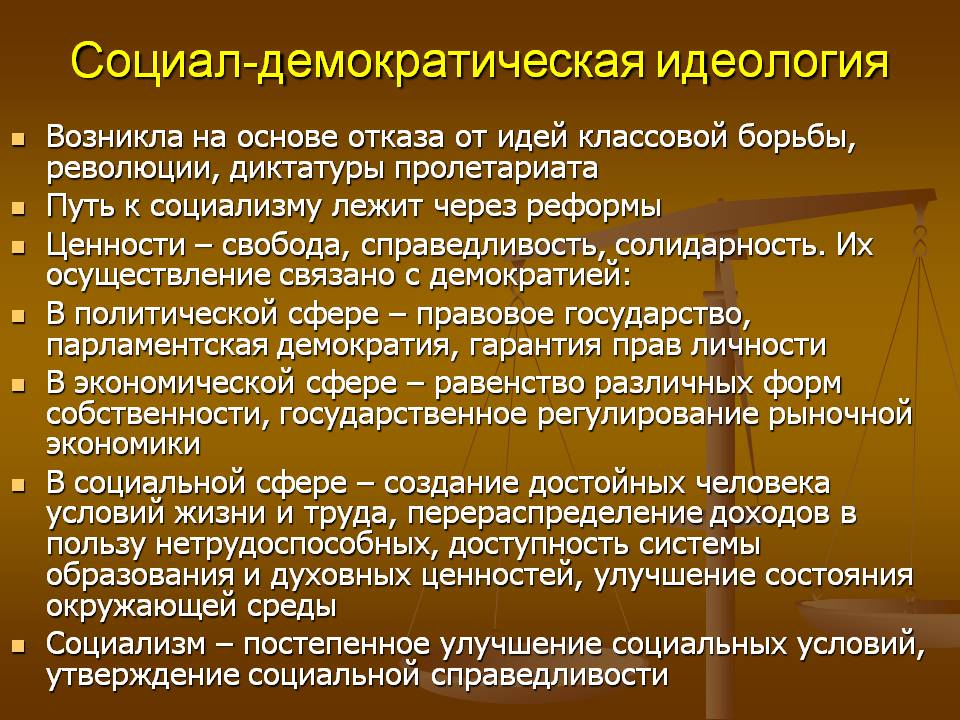 Социал-демократическая идеология
Возникла на основе отказа от идей классовой борьбы,
революции, диктатуры пролетариата
Путь к социализму лежит через реформы
Ценности – свобода, справедливость, солидарность. Их
осуществление связано с демократией:
В политической сфере – правовое государство,
парламентская демократия, гарантия прав личности
В экономической сфере – равенство различных форм
собственности, государственное регулирование рыночной
экономики
В социальной сфере – создание достойных человека
условий жизни и труда, перераспределение доходов в
пользу нетрудоспособных, доступность системы
образования и духовных ценностей, улучшение состояния
окружающей среды
Социализм – постепенное улучшение социальных условий,
утверждение социальной справедливости